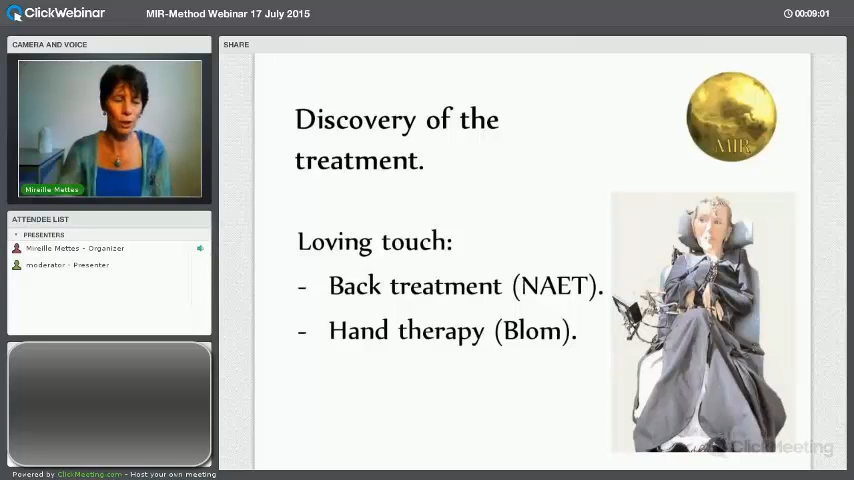 ClickWebinar
MIR-Method Webinar 17 July 2015
00:09:01
CAMERA AND VOICE
SHARE
Mireille Mettes
ATTENDEE LIST
PRESENTERS
Mireille Mettes - Organizer
moderator - Presenter
Powered by ClickMeeting.com - Host your own meeting
Discovery of the
treatment.
MIR
Loving touch:
- Back treatment (NAET).
- Hand therapy (Blom).
ClickMeeting